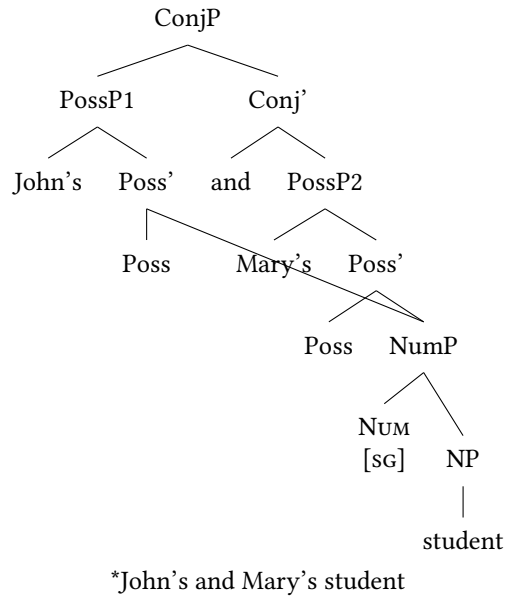 ConjP
PossP1 Conj’
John’s Poss’ and PossP2
Poss Mary’s Poss’
Poss NumP
Num
[sg] NP
student
*John’s and Mary’s student